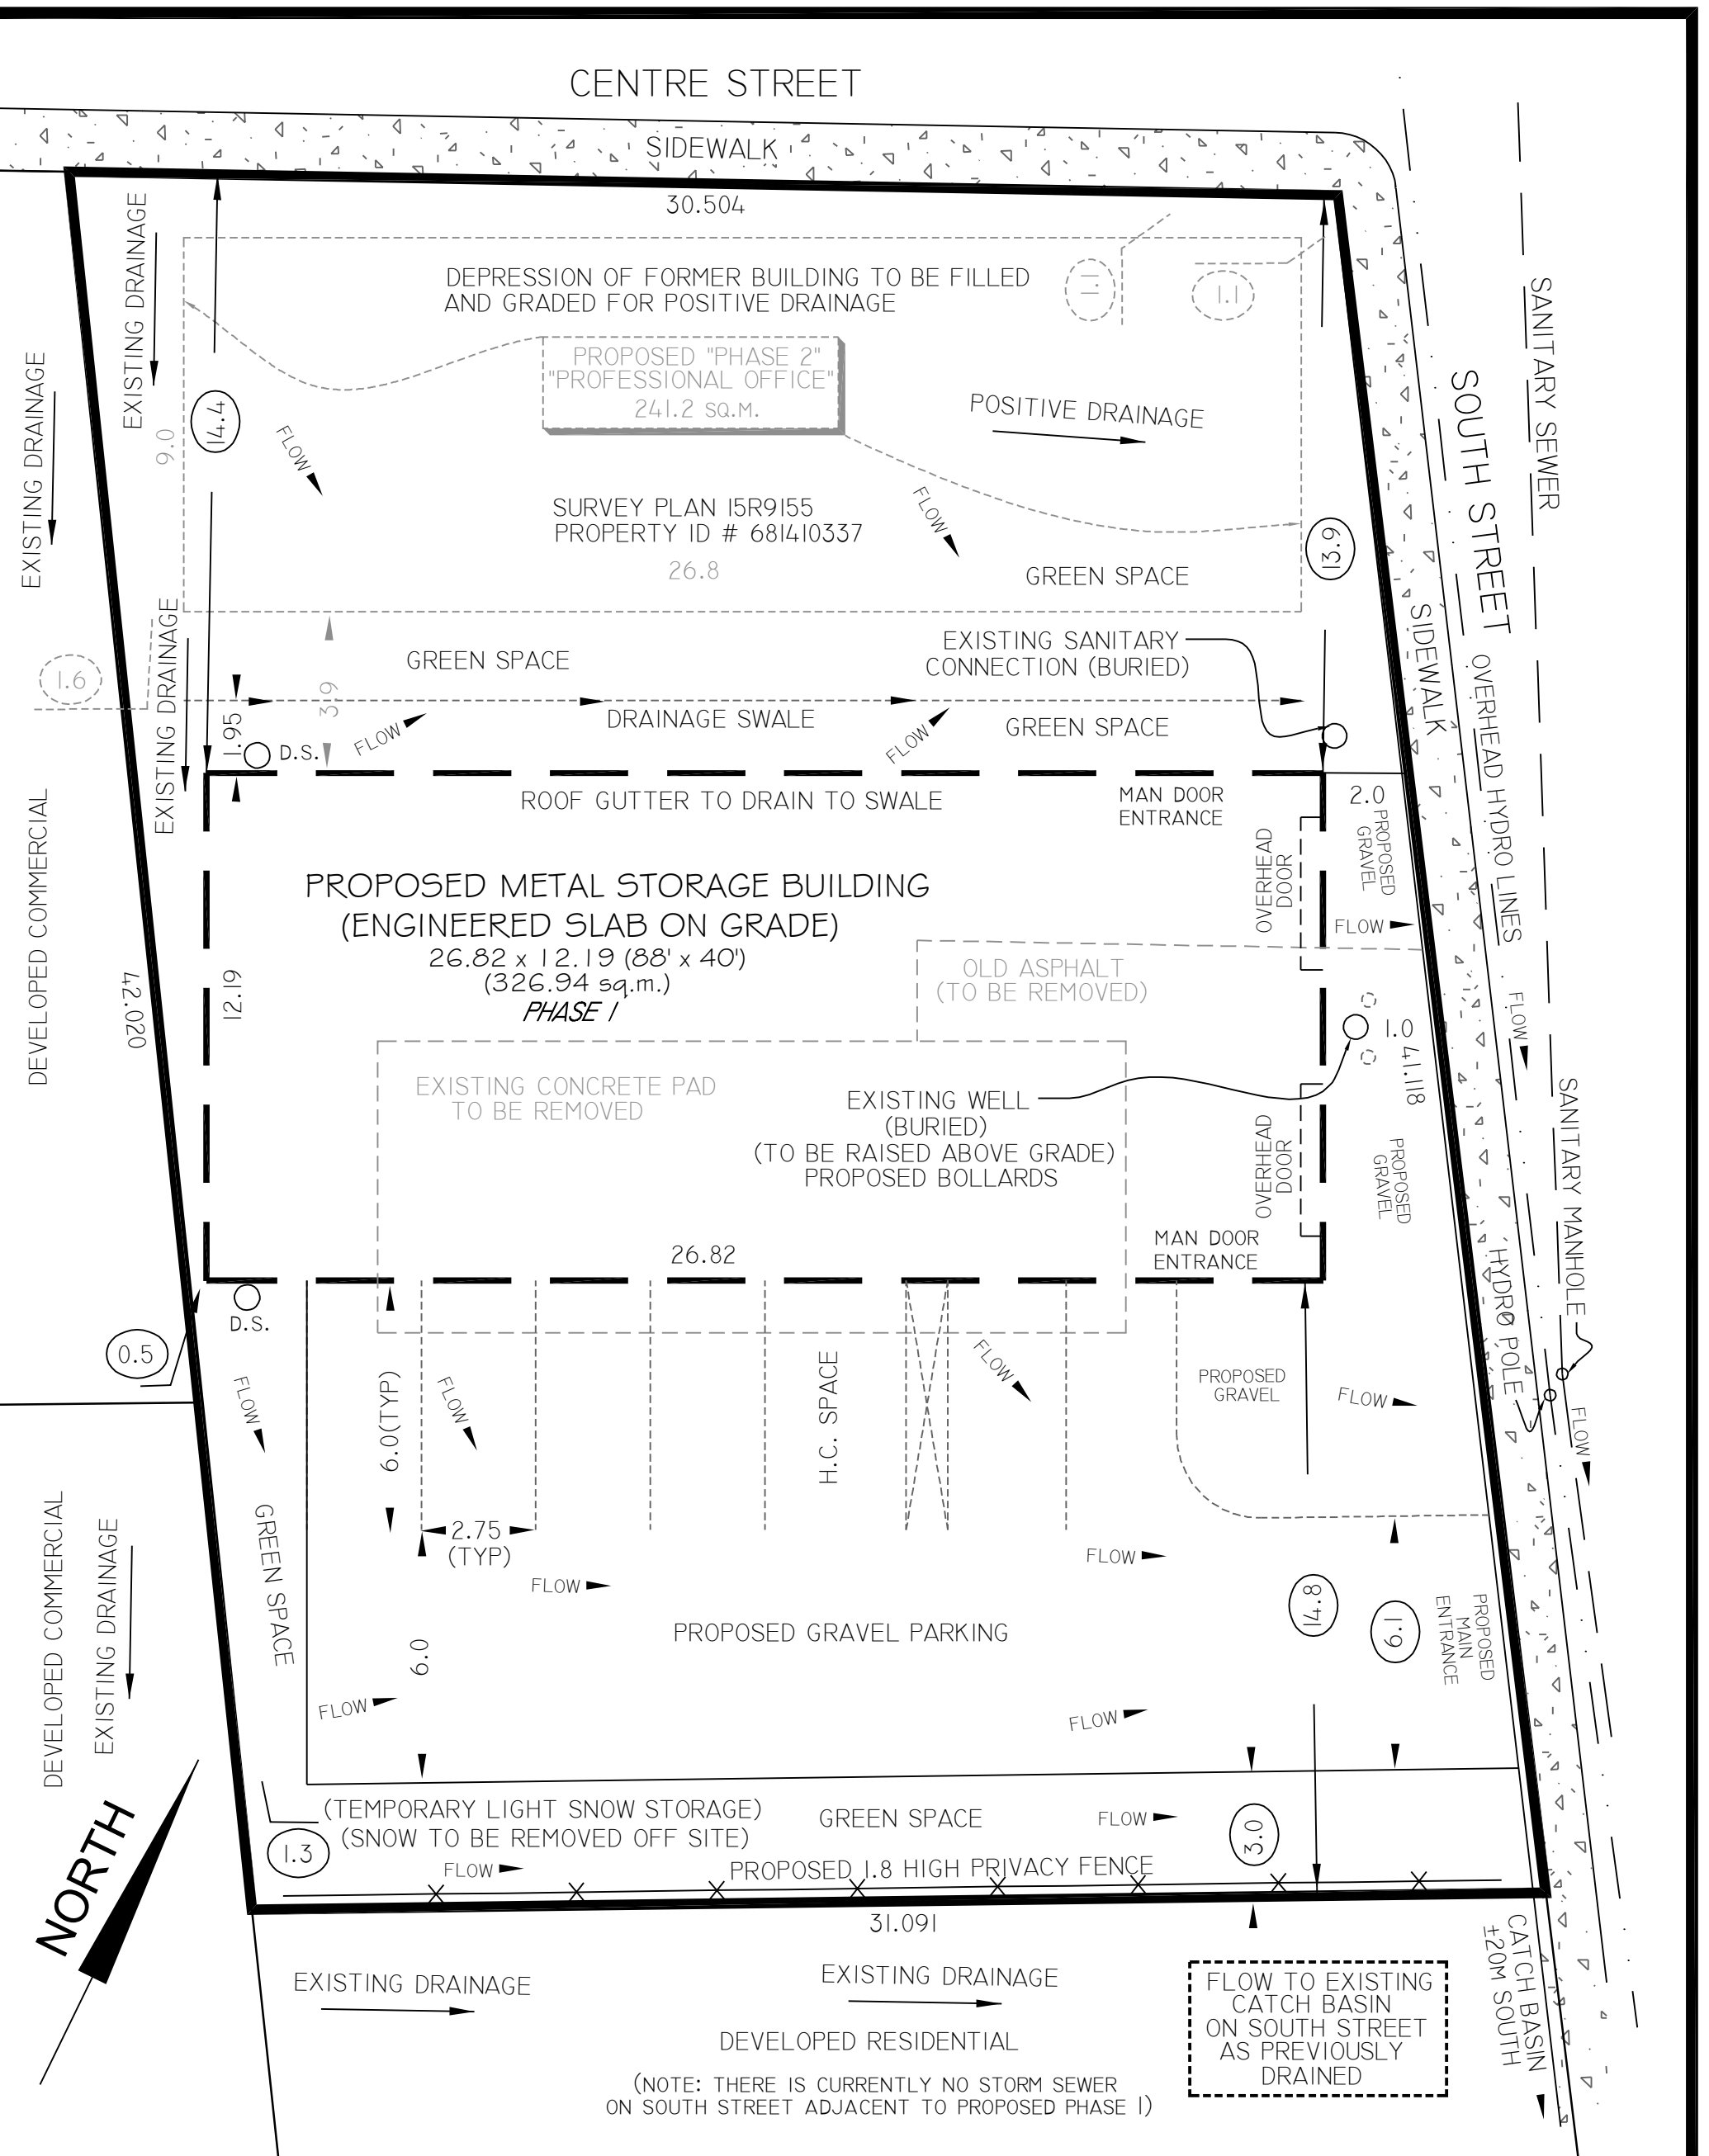 CENTRE STREET
SIDEWALK
30.504
EXISTING DRAINAGE
DEPRESSION OF FORMER BUILDING TO BE FILLED
AND GRADED FOR POSITIVE DRAINAGE
1.1
1.1
SANITARY SEWER
EXISTING DRAINAGE
PROPOSED "PHASE 2"
"PROFESSIONAL OFFICE"
241.2 SQ.M.
14.4
9.0
FLOW
POSITIVE DRAINAGE
SOUTH STREET
SURVEY PLAN 15R9155
PROPERTY ID # 681410337
26.8
FLOW
13.9
GREEN SPACE
EXISTING DRAINAGE
1.6
GREEN SPACE
3.9
EXISTING SANITARY
CONNECTION (BURIED)
SIDEWALK
OVERHEAD HYDRO LINES
1.95
D.S.
FLOW
DRAINAGE SWALE
FLOW
GREEN SPACE
ROOF GUTTER TO DRAIN TO SWALE
MAN DOOR
ENTRANCE
2.0
PROPOSED
GRAVEL
OVERHEAD
DOOR
FLOW
DEVELOPED COMMERCIAL
PROPOSED METAL STORAGE BUILDING
(ENGINEERED SLAB ON GRADE)
26.82 x 12.19 (88' x 40')
(326.94 sq.m.)
PHASE 1
42.020
12.19
OLD ASPHALT
(TO BE REMOVED)
FLOW
1.0
41.118
EXISTING CONCRETE PAD
TO BE REMOVED
EXISTING WELL
(BURIED)
(TO BE RAISED ABOVE GRADE)
PROPOSED BOLLARDS
OVERHEAD
DOOR
PROPOSED
GRAVEL
SANITARY MANHOLE
26.82
MAN DOOR
ENTRANCE
HYDRO POLE
D.S.
0.5
FLOW
6.0(TYP)
FLOW
H.C. SPACE
FLOW
PROPOSED
GRAVEL
FLOW
FLOW
2.75
(TYP)
DEVELOPED COMMERCIAL
EXISTING DRAINAGE
GREEN SPACE
FLOW
FLOW
6.0
PROPOSED GRAVEL PARKING
14.8
6.1
PROPOSED
MAIN
ENTRANCE
FLOW
FLOW
(TEMPORARY LIGHT SNOW STORAGE)
(SNOW TO BE REMOVED OFF SITE)
GREEN SPACE
FLOW
1.3
3.0
FLOW
PROPOSED 1.8 HIGH PRIVACY FENCE
NORTH
31.091
CATCH BASIN
±20M SOUTH
EXISTING DRAINAGE
EXISTING DRAINAGE
FLOW TO EXISTING
CATCH BASIN
ON SOUTH STREET
AS PREVIOUSLY
DRAINED
DEVELOPED RESIDENTIAL
(NOTE: THERE IS CURRENTLY NO STORM SEWER
ON SOUTH STREET ADJACENT TO PROPOSED PHASE 1)